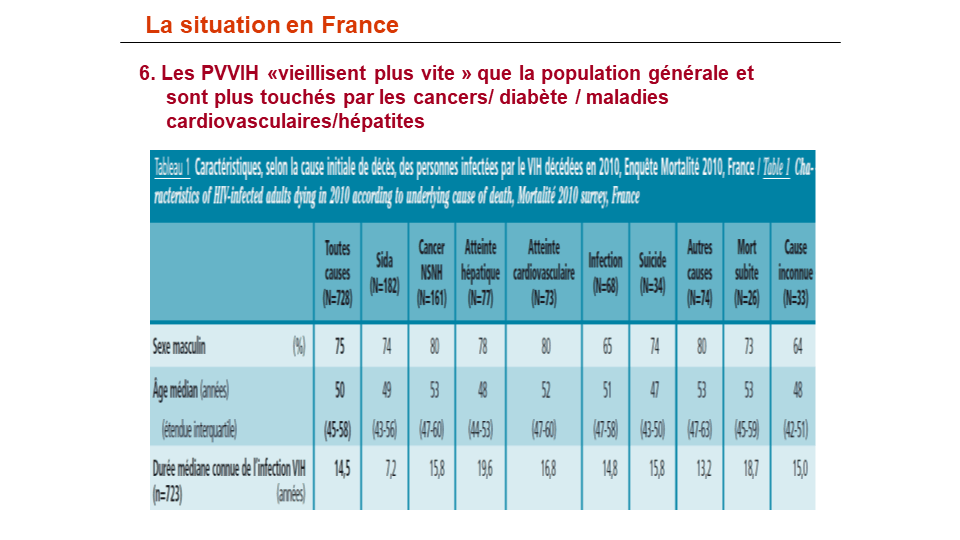 La situation en France
6. Les PVVIH «vieillisent plus vite » que la population générale et
sont plus touchés par les cancers/ diabète / maladies
cardiovasculaires/hépatites
Tableau 1 Caractéristiques, selon la cause initiale de décès, des personnes infectées par le VIH décédées en 2010, Enquête Mortalité 2010, France / Table 1 Cha-
racteristics of HIV-infected adults dying in 2010 according to underlying cause of death, Mortalité 2010 survey, France
Toutes causes (N=728) Sida (N=182) Cancer NSNH (N=161) Atteinte hépatique (N=77) Atteinte cardiovasculaire (N=73) Infection (N=68) Suicide (N=34) Autres causes (N=74) Mort subite (N=26) Cause inconnue (N=33)
Sexe masculin (%) 75 74 80 78 80 65 74 80 73 64
Âge médian (années) 50 49 53 48 52 51 47 53 53 48
(étendue interquartile) (45-58) (43-56) (47-60) (44-53) (47-60) (47-58) (43-50) (47-63) (45-59) (42-51)
Durée médiane connue de l'infection VIH 14,5 7,2 15,8 19,6 16,8 14,8 15,8 13,2 18,7 15,0
(n=723) (années)